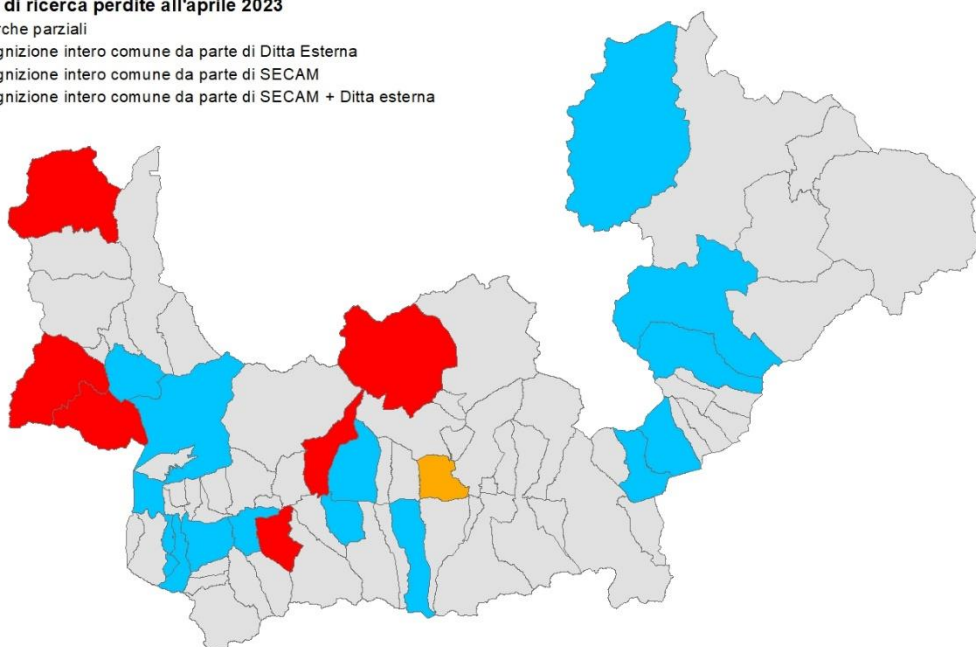 di ricerca perdite all'aprile 2023
rche parziali
gnizione intero comune da parte di Ditta Esterna
gnizione intero comune da parte di SECAM
gnizione intero comune da parte di SECAM + Ditta esterna